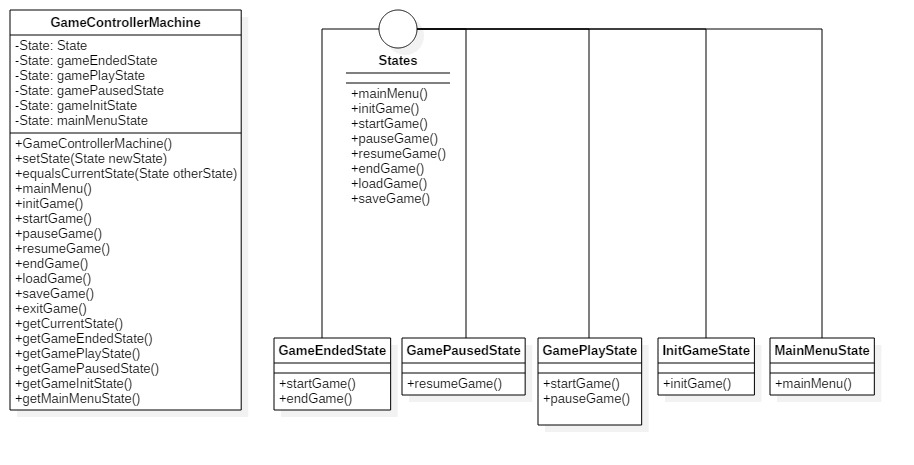 GameControllerMachine
-State: State
-State: gameEndedState
-State: gamePlayState
-State: gamePausedState
-State: gameInitState
-State: mainMenuState
+GameControllerMachine()
+setState(State newState)
+equalsCurrentState(State otherState)
+mainMenu()
+initGame()
+startGame()
+pauseGame()
+resumeGame()
+endGame()
+loadGame()
+saveGame()
+exitGame()
+getCurrentState()
+getGameEndedState()
+getGamePlayState()
+getGamePausedState()
+getGameInitState()
+getMainMenuState()
States
+mainMenu()
+initGame()
+startGame()
+pauseGame()
+resumeGame()
+endGame()
+loadGame()
+saveGame()
GameEndedState
+startGame()
+endGame()
GamePausedState
+resumeGame()
GamePlayState
+startGame()
+pauseGame()
InitGameState
+initGame()
MainMenuState
+mainMenu()